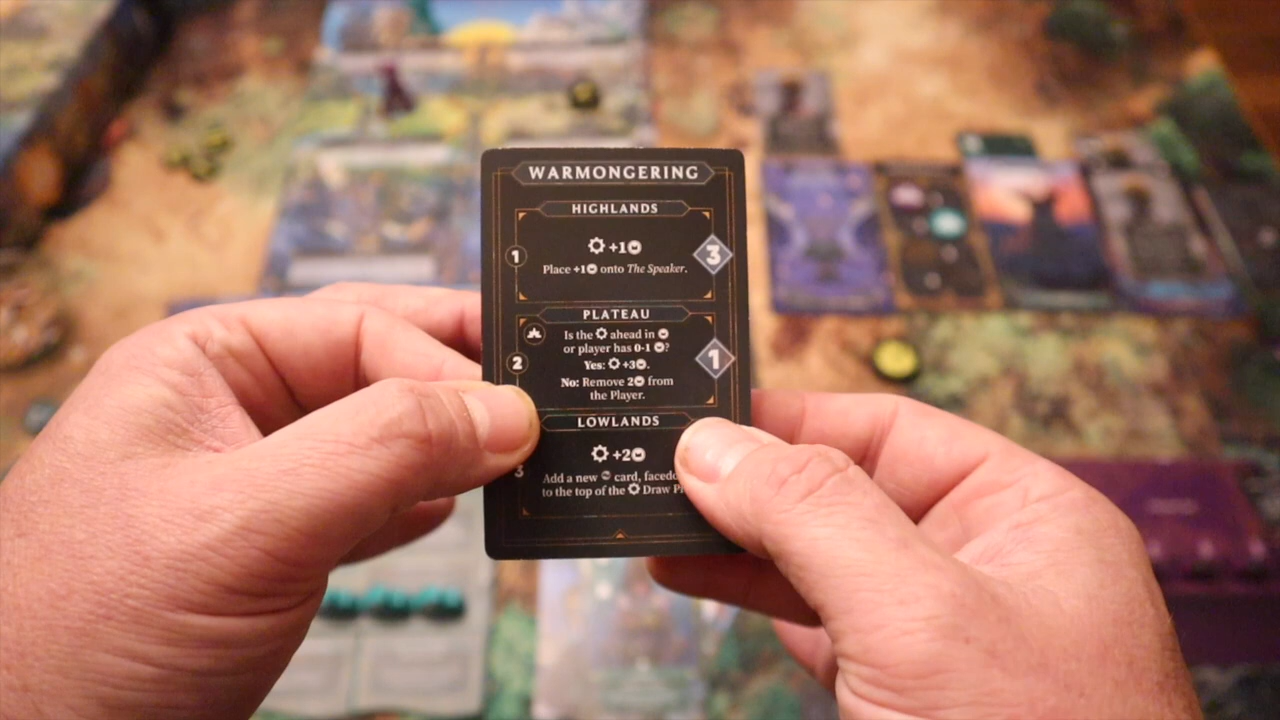 WARMONGERING
HIGHLANDS
+1
1
3
Place +1 onto The Speaker.
PLATEAU
Is the ahead in
or player has 0-1 ?
2
1
Yes: +3.
No: Remove 2 from
the Player.
LOWLANDS
+2
3
Add a new card,
to the top of the Draw